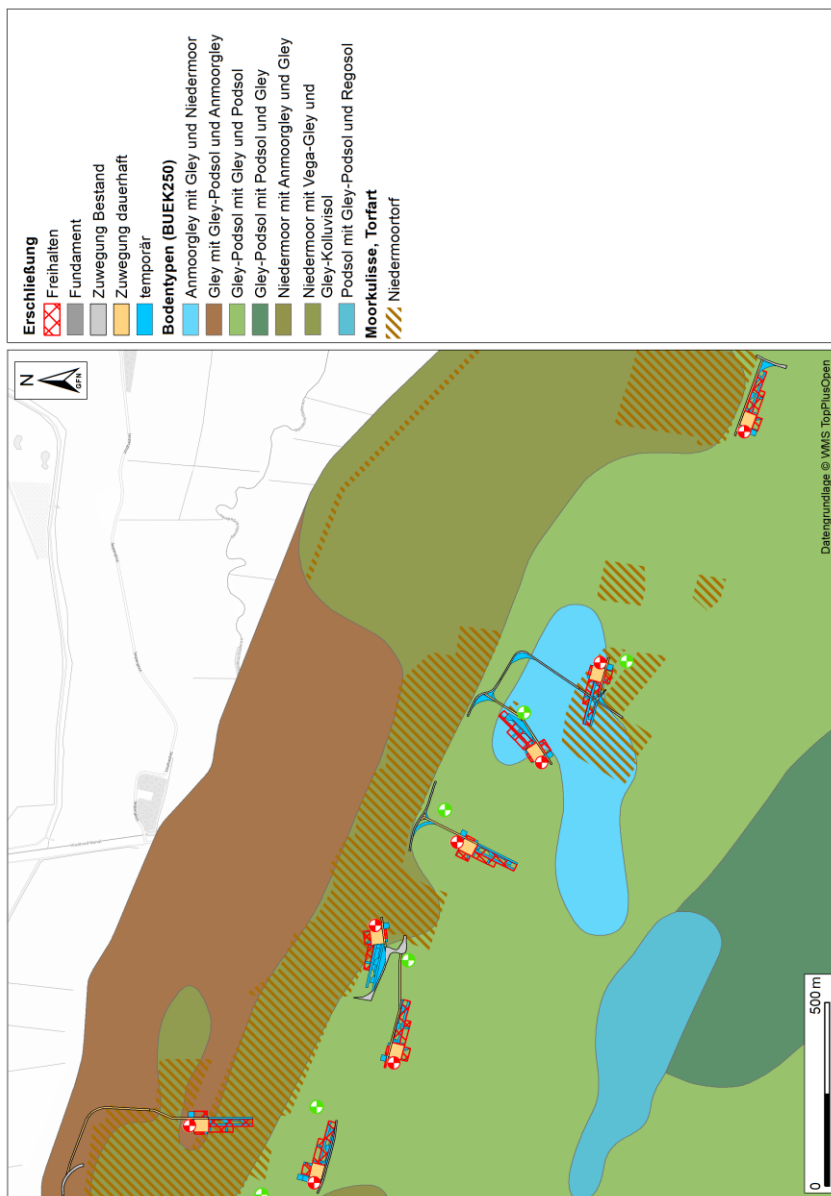 Erschließung
Freihalten
Fundament
Zuwegung Bestand
Zuwegung dauerhaft
temporär
Bodentypen (BUEK250)
Anmoorgley mit Gley und Niedermoor
Gley mit Gley-Podsol und Anmoorgley
Gley-Podsol mit Gley und Podsol
Gley-Podsol mit Podsol und Gley
Niedermoor mit Anmoorgley und Gley
Niedermoor mit Vega-Gley und
Gley-Kolluvisol
Podsol mit Gley-Podsol und Regosol
Moorkulisse, Torfart
Niedermoortorf
N
GFN
0
500 m
Datengrundlage © WMS TopPlusOpen